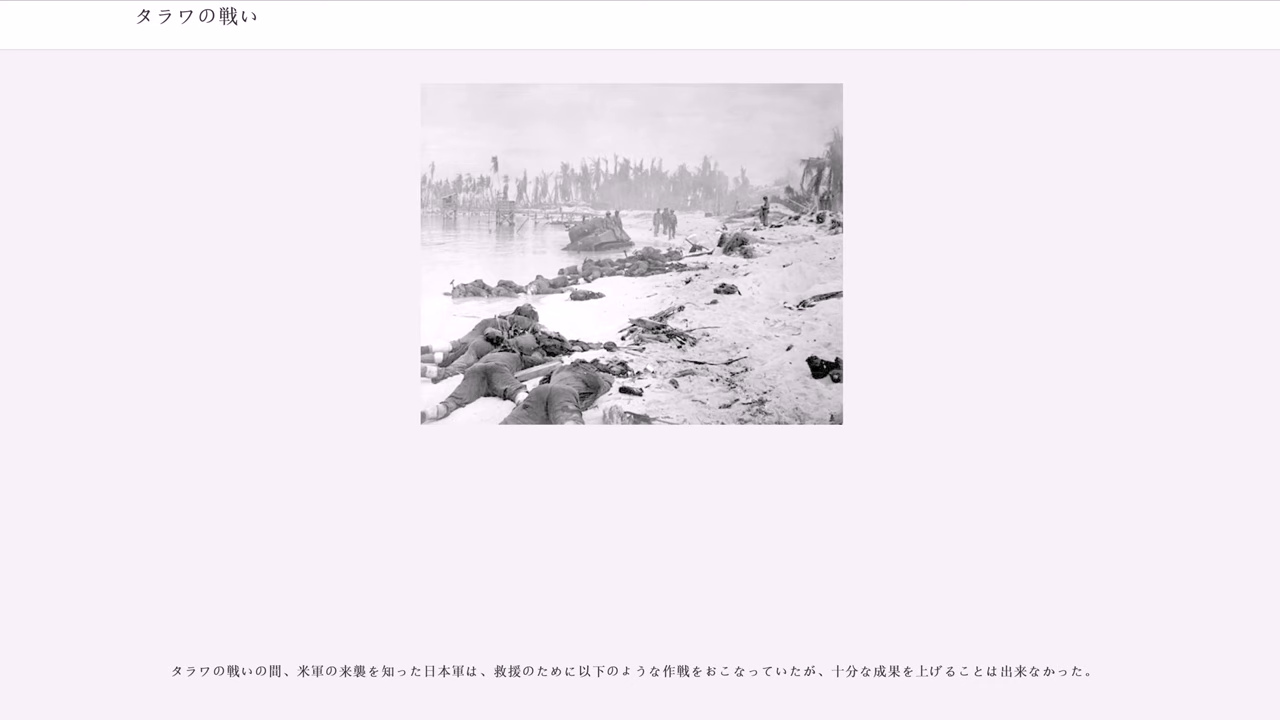 タラワの戦い
タラワの戦いの間、米軍の来襲を知った日本軍は、救援のために以下のような作戦をおこなっていたが、十分な成果を上げることは出来なかった。